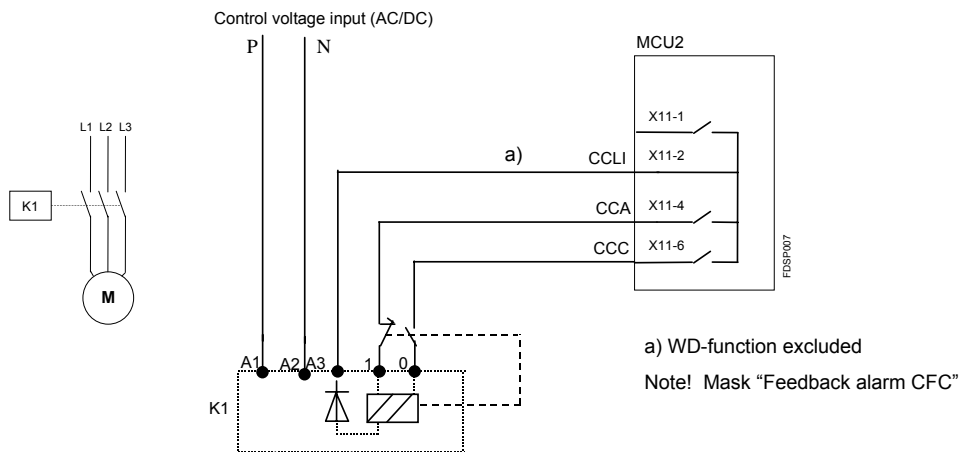 Control voltage input (AC/DC)
P N
MCU2
L1 L2 L3
K1
M
X11-1
a) CCLI X11-2
CCA X11-4
CCC X11-6
FDSP007
A1 A2 A3 1 0
K1
a) WD-function excluded
Note! Mask “Feedback alarm CFC”